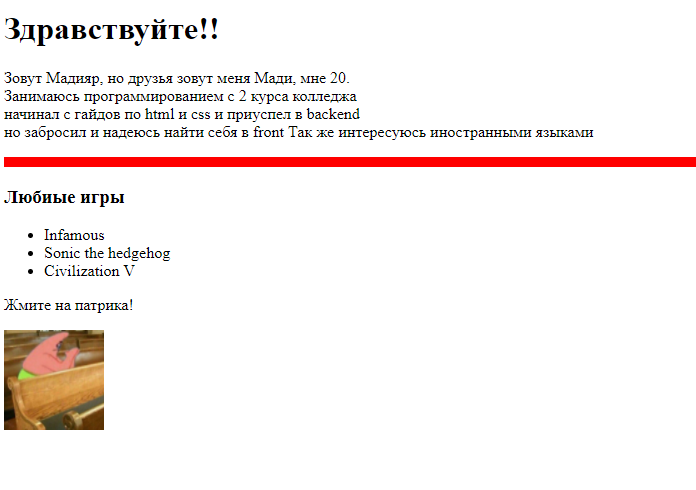 Здравствуйте!!
Зовут Мадияр, но друзья зовут меня Мади, мне 20.
Занимаюсь программированием с 2 курса колледжа
начинал с гайдов по html и css и приуспел в backend
но забросил и надеюсь найти себя в front Так же интересуюсь иностранными языками
Любиые игры
Infamous
Sonic the hedgehog
Civilization V
Жмите на патрика!